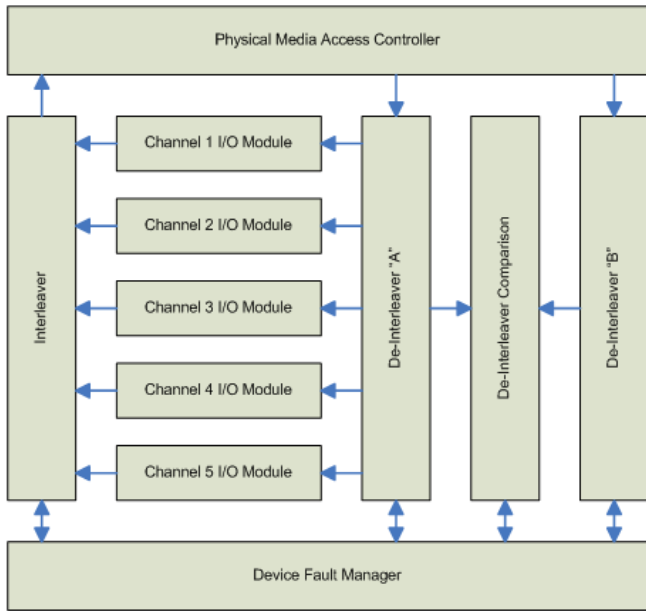 Physical Media Access Controller
Interleaver
Channel 1 I/O Module
Channel 2 I/O Module
Channel 3 I/O Module
Channel 4 I/O Module
Channel 5 I/O Module
De-Interleaver “A”
De-Interleaver Comparison
De-Interleaver “B”
Device Fault Manager